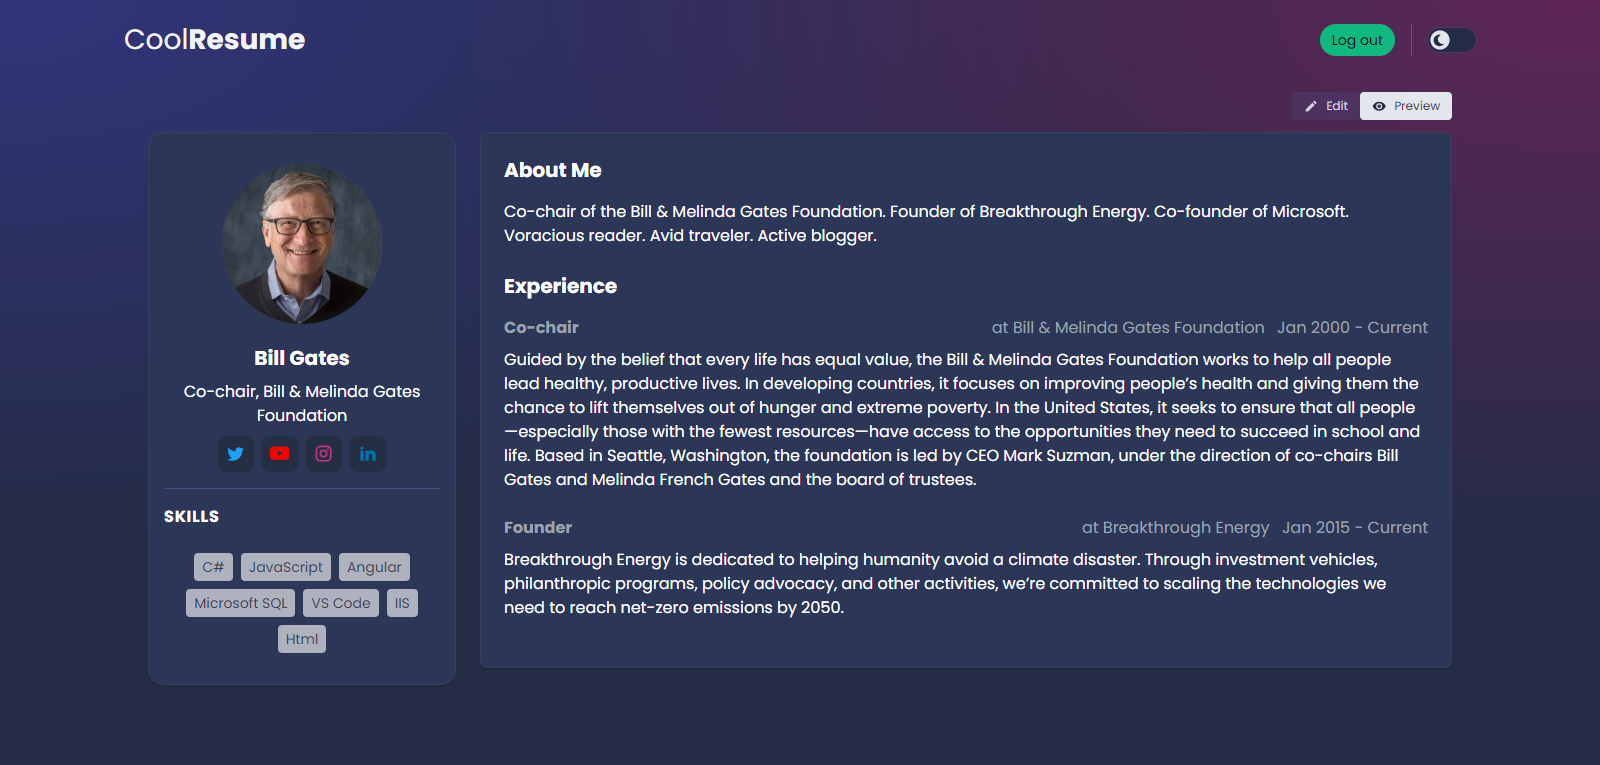 CoolResume
Log out
Edit
Preview
Bill Gates
Co-chair, Bill & Melinda Gates
Foundation
SKILLS
C# JavaScript Angular
Microsoft SQL VS Code IIS
Html
About Me
Co-chair of the Bill & Melinda Gates Foundation. Founder of Breakthrough Energy. Co-founder of Microsoft.
Voracious reader. Avid traveler. Active blogger.
Experience
Co-chair at Bill & Melinda Gates Foundation Jan 2000 - Current
Guided by the belief that every life has equal value, the Bill & Melinda Gates Foundation works to help all people
lead healthy, productive lives. In developing countries, it focuses on improving people’s health and giving them the
chance to lift themselves out of hunger and extreme poverty. In the United States, it seeks to ensure that all people
—especially those with the fewest resources—have access to the opportunities they need to succeed in school and
life. Based in Seattle, Washington, the foundation is led by CEO Mark Suzman, under the direction of co-chairs Bill
Gates and Melinda French Gates and the board of trustees.
Founder at Breakthrough Energy Jan 2015 - Current
Breakthrough Energy is dedicated to helping humanity avoid a climate disaster. Through investment vehicles,
philanthropic programs, policy advocacy, and other activities, we’re committed to scaling the technologies we
need to reach net-zero emissions by 2050.